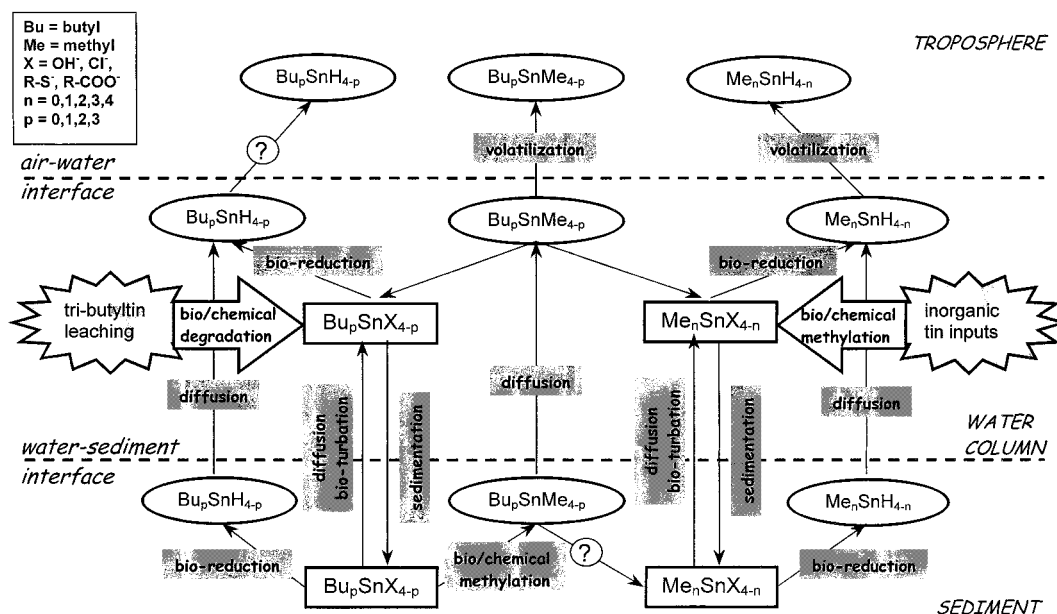 Bu = butyl
Me = methyl
X = OH⁻, Cl⁻,
R-S⁻, R-COO⁻
n = 0,1,2,3,4
p = 0,1,2,3
TROPOSPHERE
BuₚSnH₄₋ₚ
BuₚSnMe₄₋ₚ
MeₙSnH₄₋ₙ
?
volatilization
volatilization
air-water
interface
BuₚSnH₄₋ₚ
BuₚSnMe₄₋ₚ
MeₙSnH₄₋ₙ
bio-reduction
bio-reduction
tri-butyltin
leaching
bio/chemical
degradation
BuₚSnX₄₋ₚ
MeₙSnX₄₋ₙ
bio/chemical
methylation
inorganic
tin inputs
diffusion
diffusion
bio-turbation
sedimentation
diffusion
diffusion
bio-turbation
sedimentation
diffusion
WATER
COLUMN
water-sediment
interface
BuₚSnH₄₋ₚ
BuₚSnMe₄₋ₚ
MeₙSnH₄₋ₙ
bio-reduction
bio/chemical
methylation
?
bio-reduction
BuₚSnX₄₋ₚ
MeₙSnX₄₋ₙ
SEDIMENT